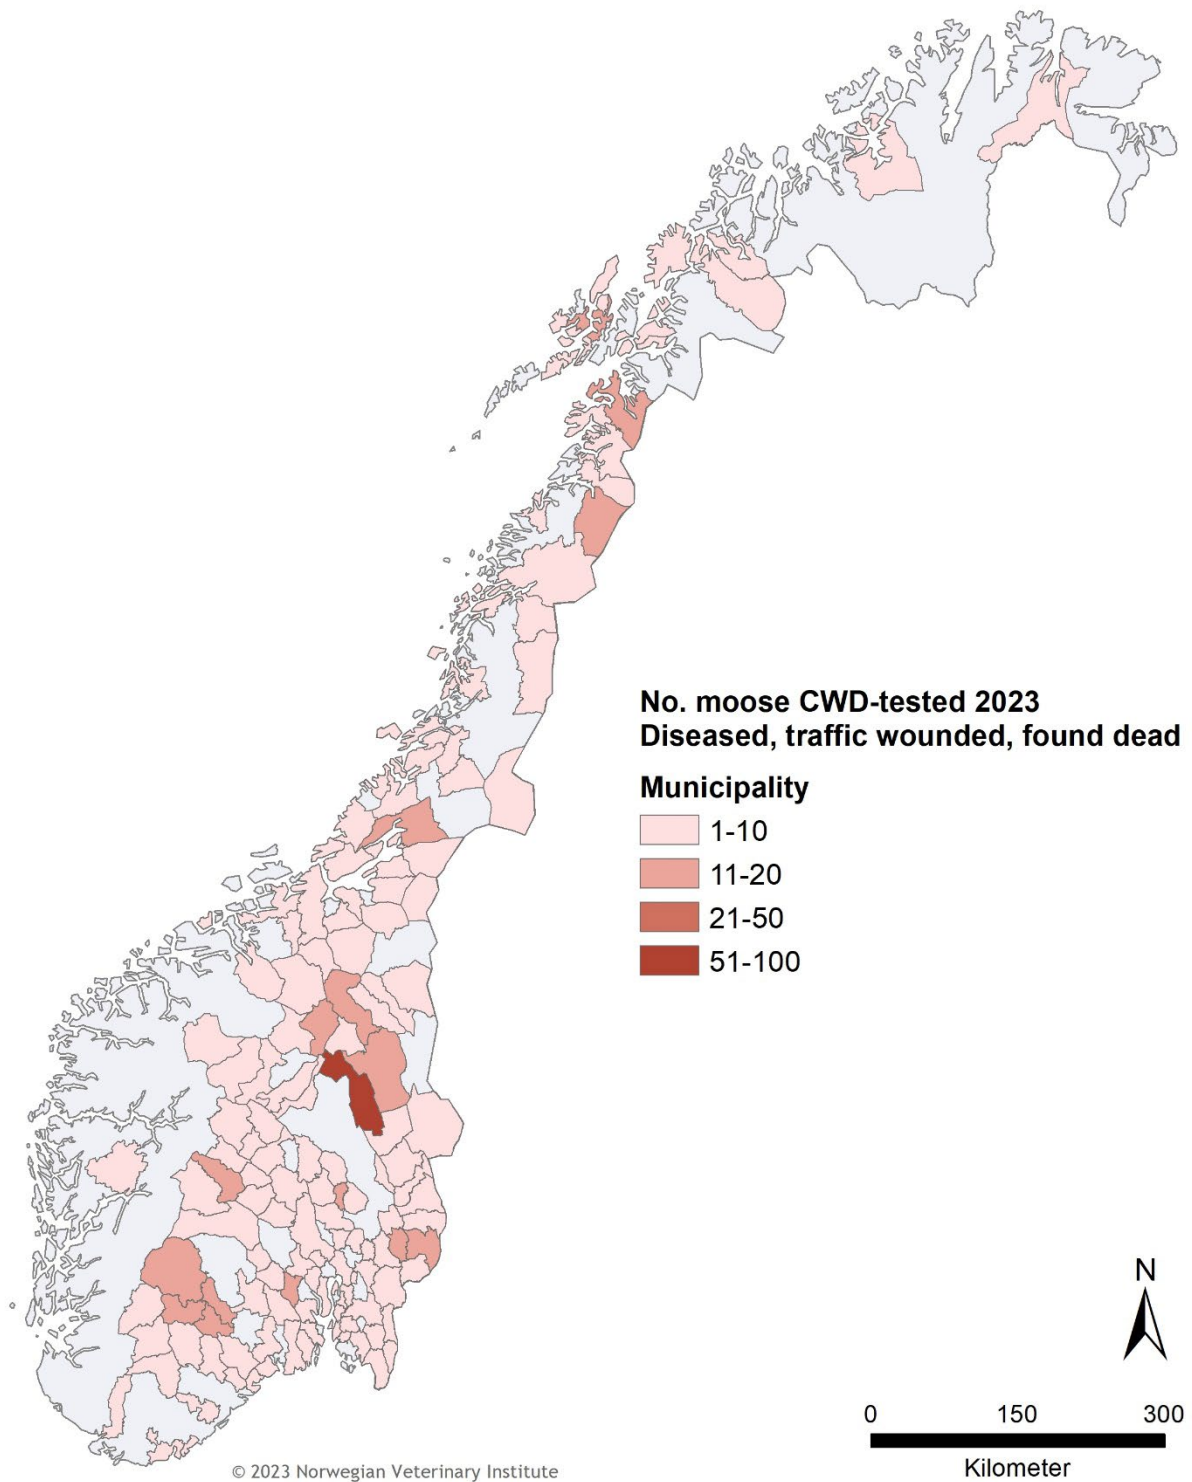 No. moose CWD-tested 2023
Diseased, traffic wounded, found dead
Municipality
1-10
11-20
21-50
51-100
N
0 150 300
Kilometer
© 2023 Norwegian Veterinary Institute